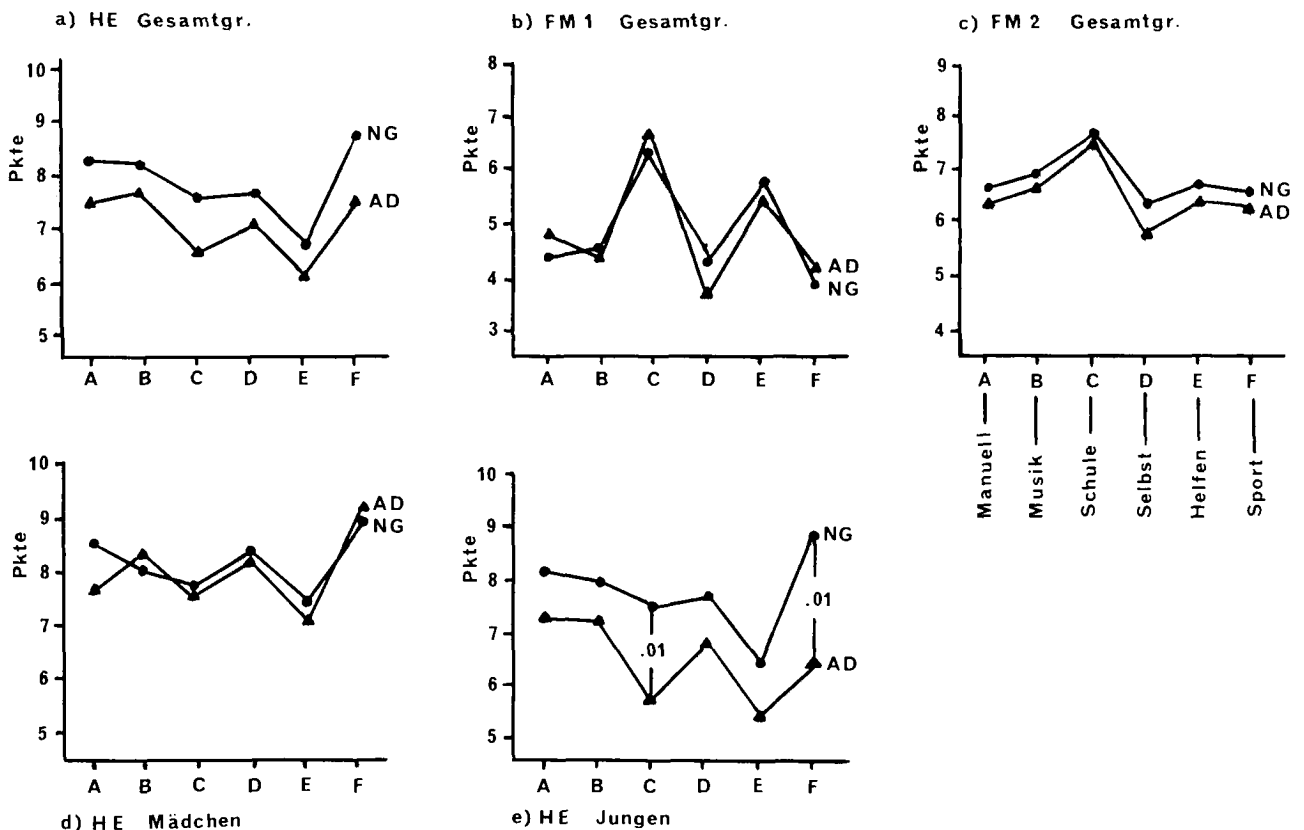 a) HE Gesamtgr.
10
9
8
7
6
5
Pkte
NG
AD
A B C D E F
b) FM 1 Gesamtgr.
8
7
6
5
4
3
Pkte
AD
NG
A B C D E F
c) FM 2 Gesamtgr.
9
8
7
6
5
4
Pkte
NG
AD
A B C D E F
Manuell
Musik
Schule
Selbst
Helfen
Sport
10
9
8
7
6
5
Pkte
AD
NG
A B C D E F
d) HE Mädchen
10
9
8
7
6
5
Pkte
NG
.01
.01
AD
A B C D E F
e) HE Jungen